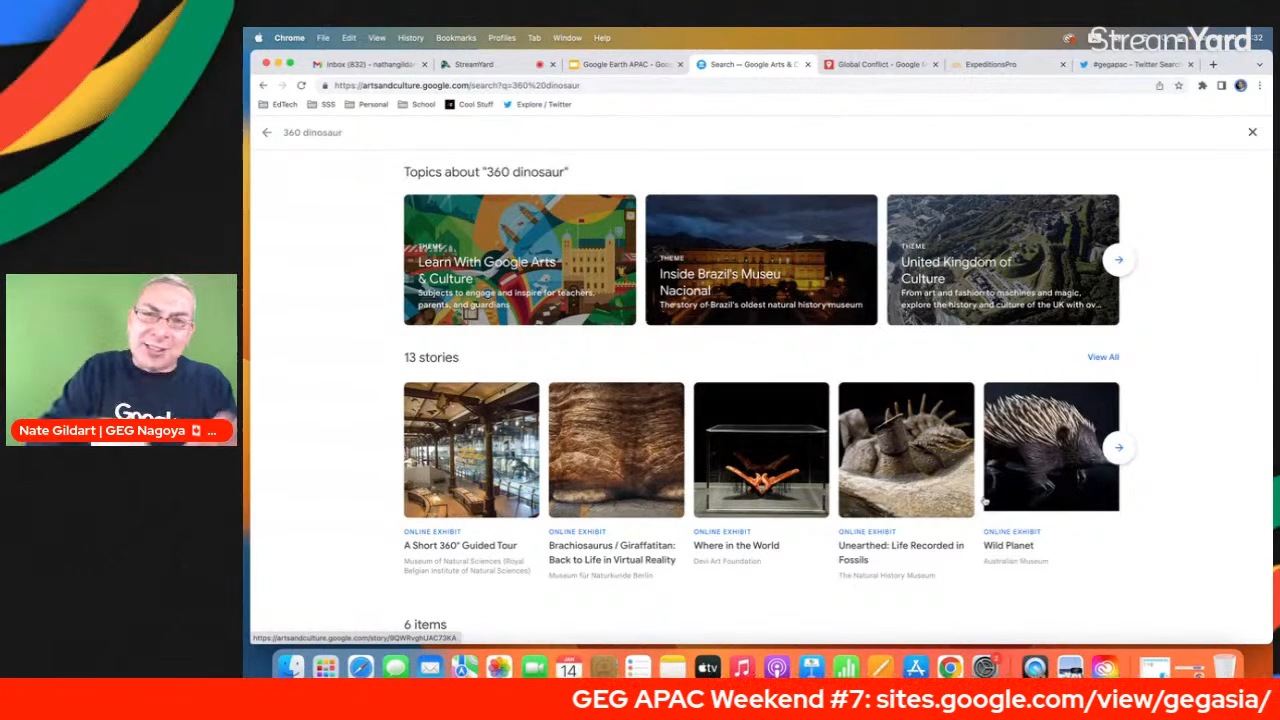 StreamYard
Chrome File Edit View History Bookmarks Profiles Tab Window Help
Inbox (832) - nathangilda
StreamYard
Google Earth APAC - Goog
Search — Google Arts & C
Global Conflict - Google M
ExpeditionsPro
#gegapac - Twitter Search
https://artsandculture.google.com/search?q=360%20dinosaur
EdTech SSS Personal School Cool Stuff Explore / Twitter
360 dinosaur
Topics about "360 dinosaur"
THEME
Learn With Google Arts
& Culture
Subjects to engage and inspire for teachers,
parents, and guardians
THEME
Inside Brazil's Museu
Nacional
The story of Brazil's oldest natural history museum
THEME
United Kingdom of
Culture
From art and fashion to machines and magic,
explore the history and culture of the UK with ov...
13 stories
View All
ONLINE EXHIBIT
A Short 360° Guided Tour
Museum of Natural Sciences (Royal
Belgian Institute of Natural Sciences)
ONLINE EXHIBIT
Brachiosaurus / Giraffatitan:
Back to Life in Virtual Reality
Museum für Naturkunde Berlin
ONLINE EXHIBIT
Where in the World
Devi Art Foundation
ONLINE EXHIBIT
Unearthed: Life Recorded in
Fossils
The Natural History Museum
ONLINE EXHIBIT
Wild Planet
Australian Museum
6 items
https://artsandculture.google.com/story/8QWRvghUAC73KA
Google
Nate Gildart | GEG Nagoya 🇨🇦 ...
JAN
14
tv
GEG APAC Weekend #7: sites.google.com/view/gegasia/